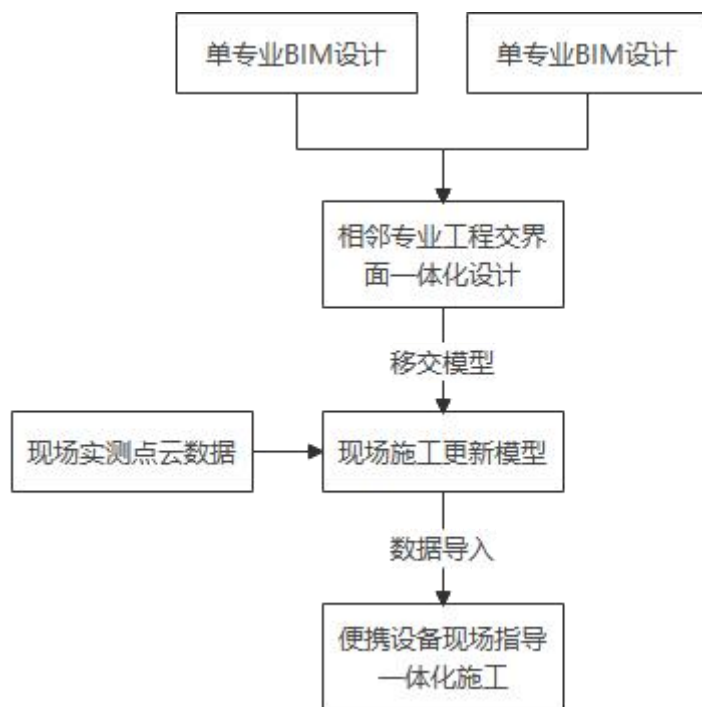 单专业BIM设计
单专业BIM设计
相邻专业工程交界
面一体化设计
移交模型
现场实测点云数据
现场施工更新模型
数据导入
便携设备现场指导
一体化施工